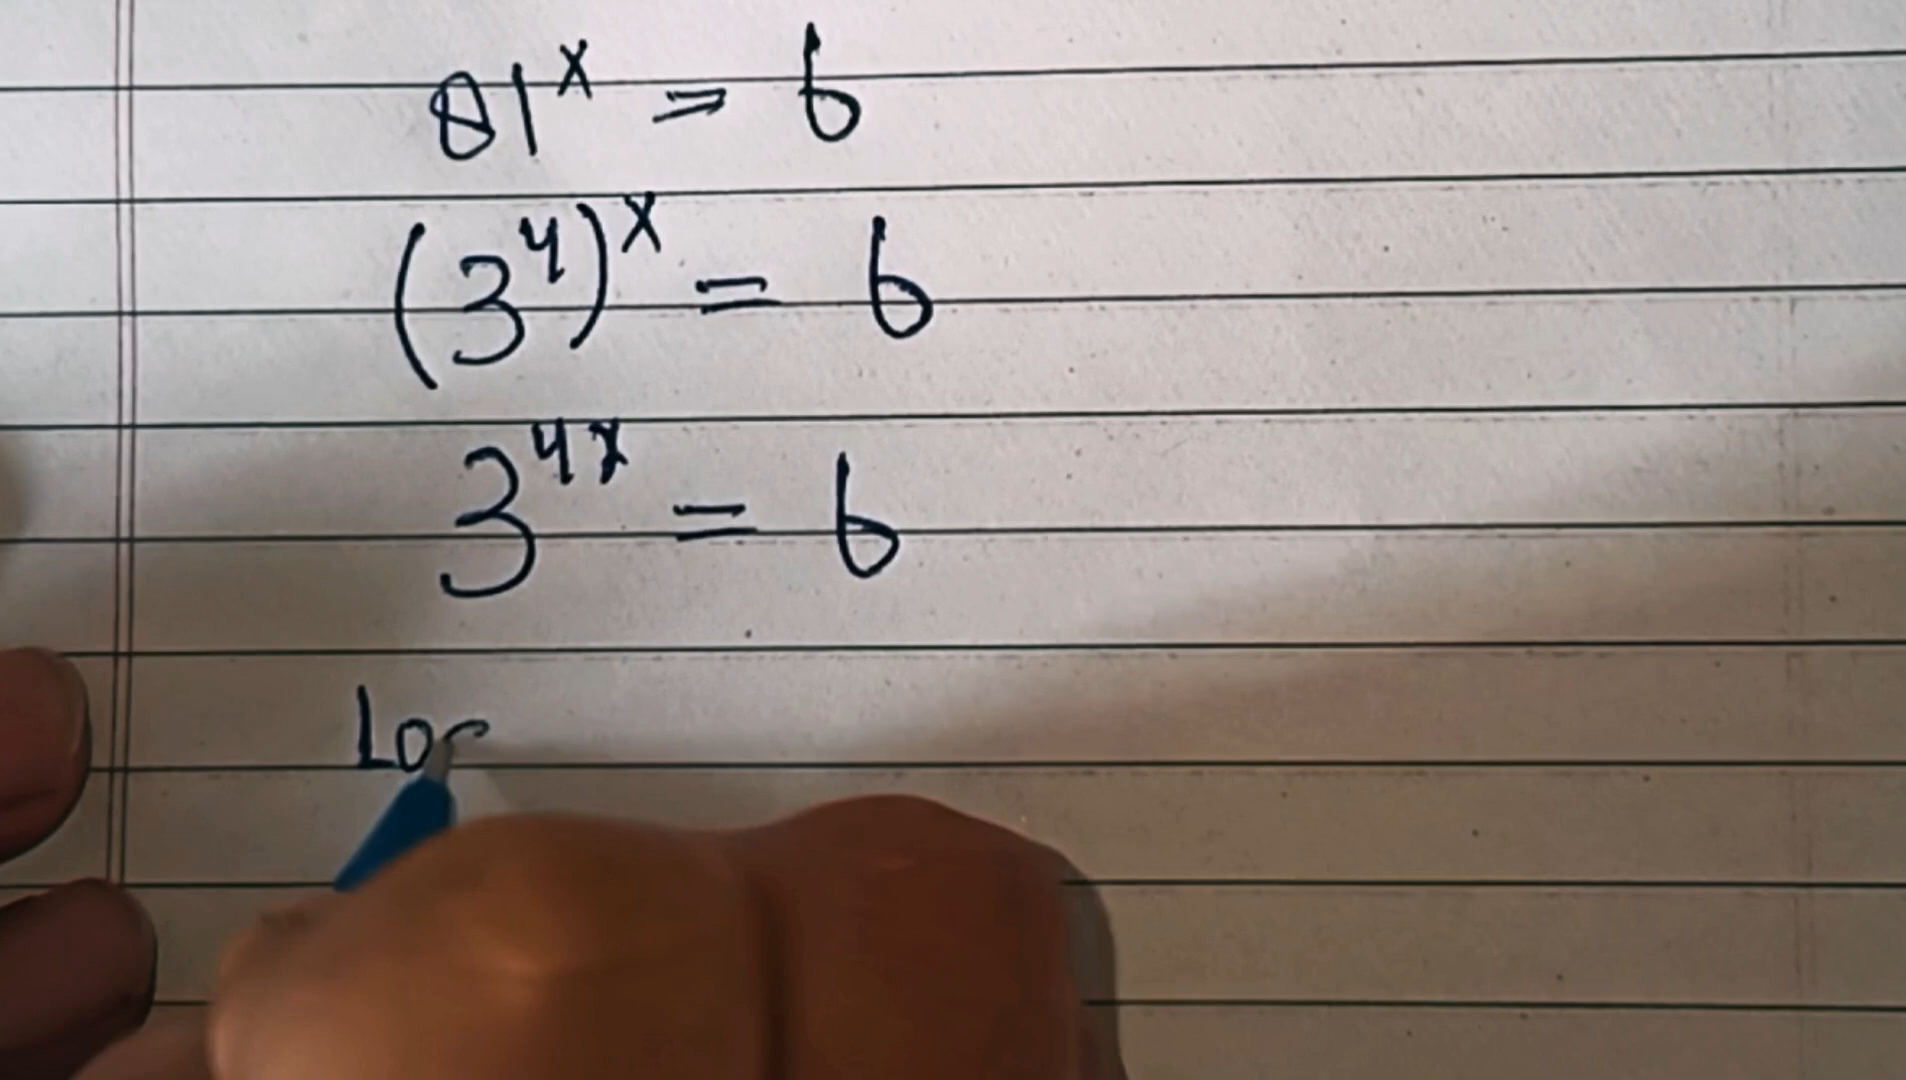 81^x = 6
(3^4)^x = 6
3^{4x} = 6
Lo